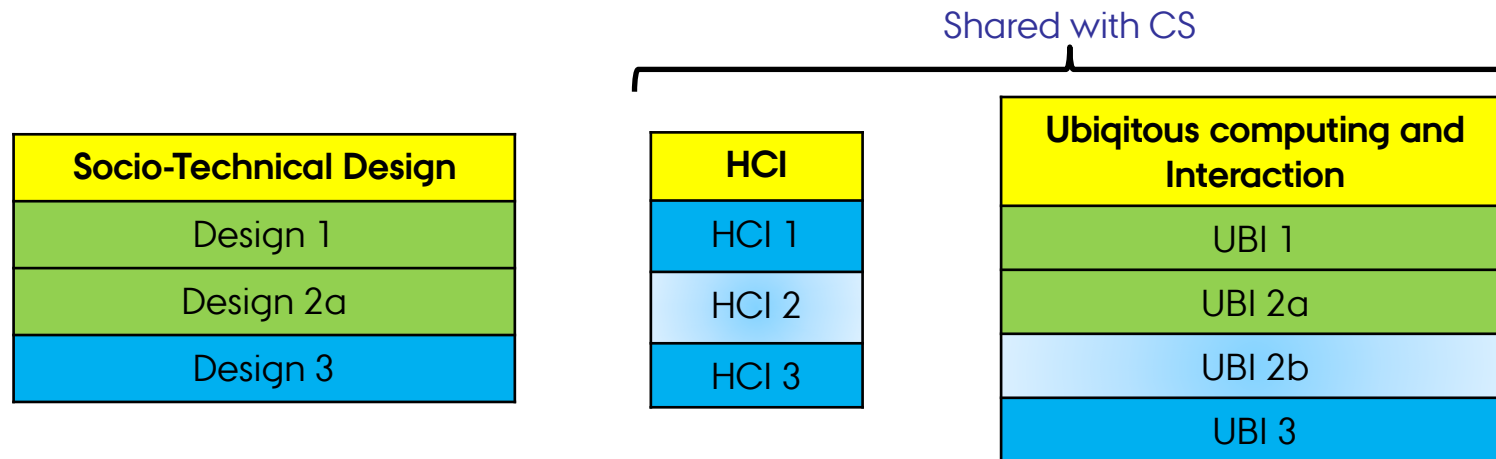 Shared with CS
Socio-Technical Design
Design 1
Design 2a
Design 3
HCI
HCI 1
HCI 2
HCI 3
Ubiqitous computing and
Interaction
UBI 1
UBI 2a
UBI 2b
UBI 3